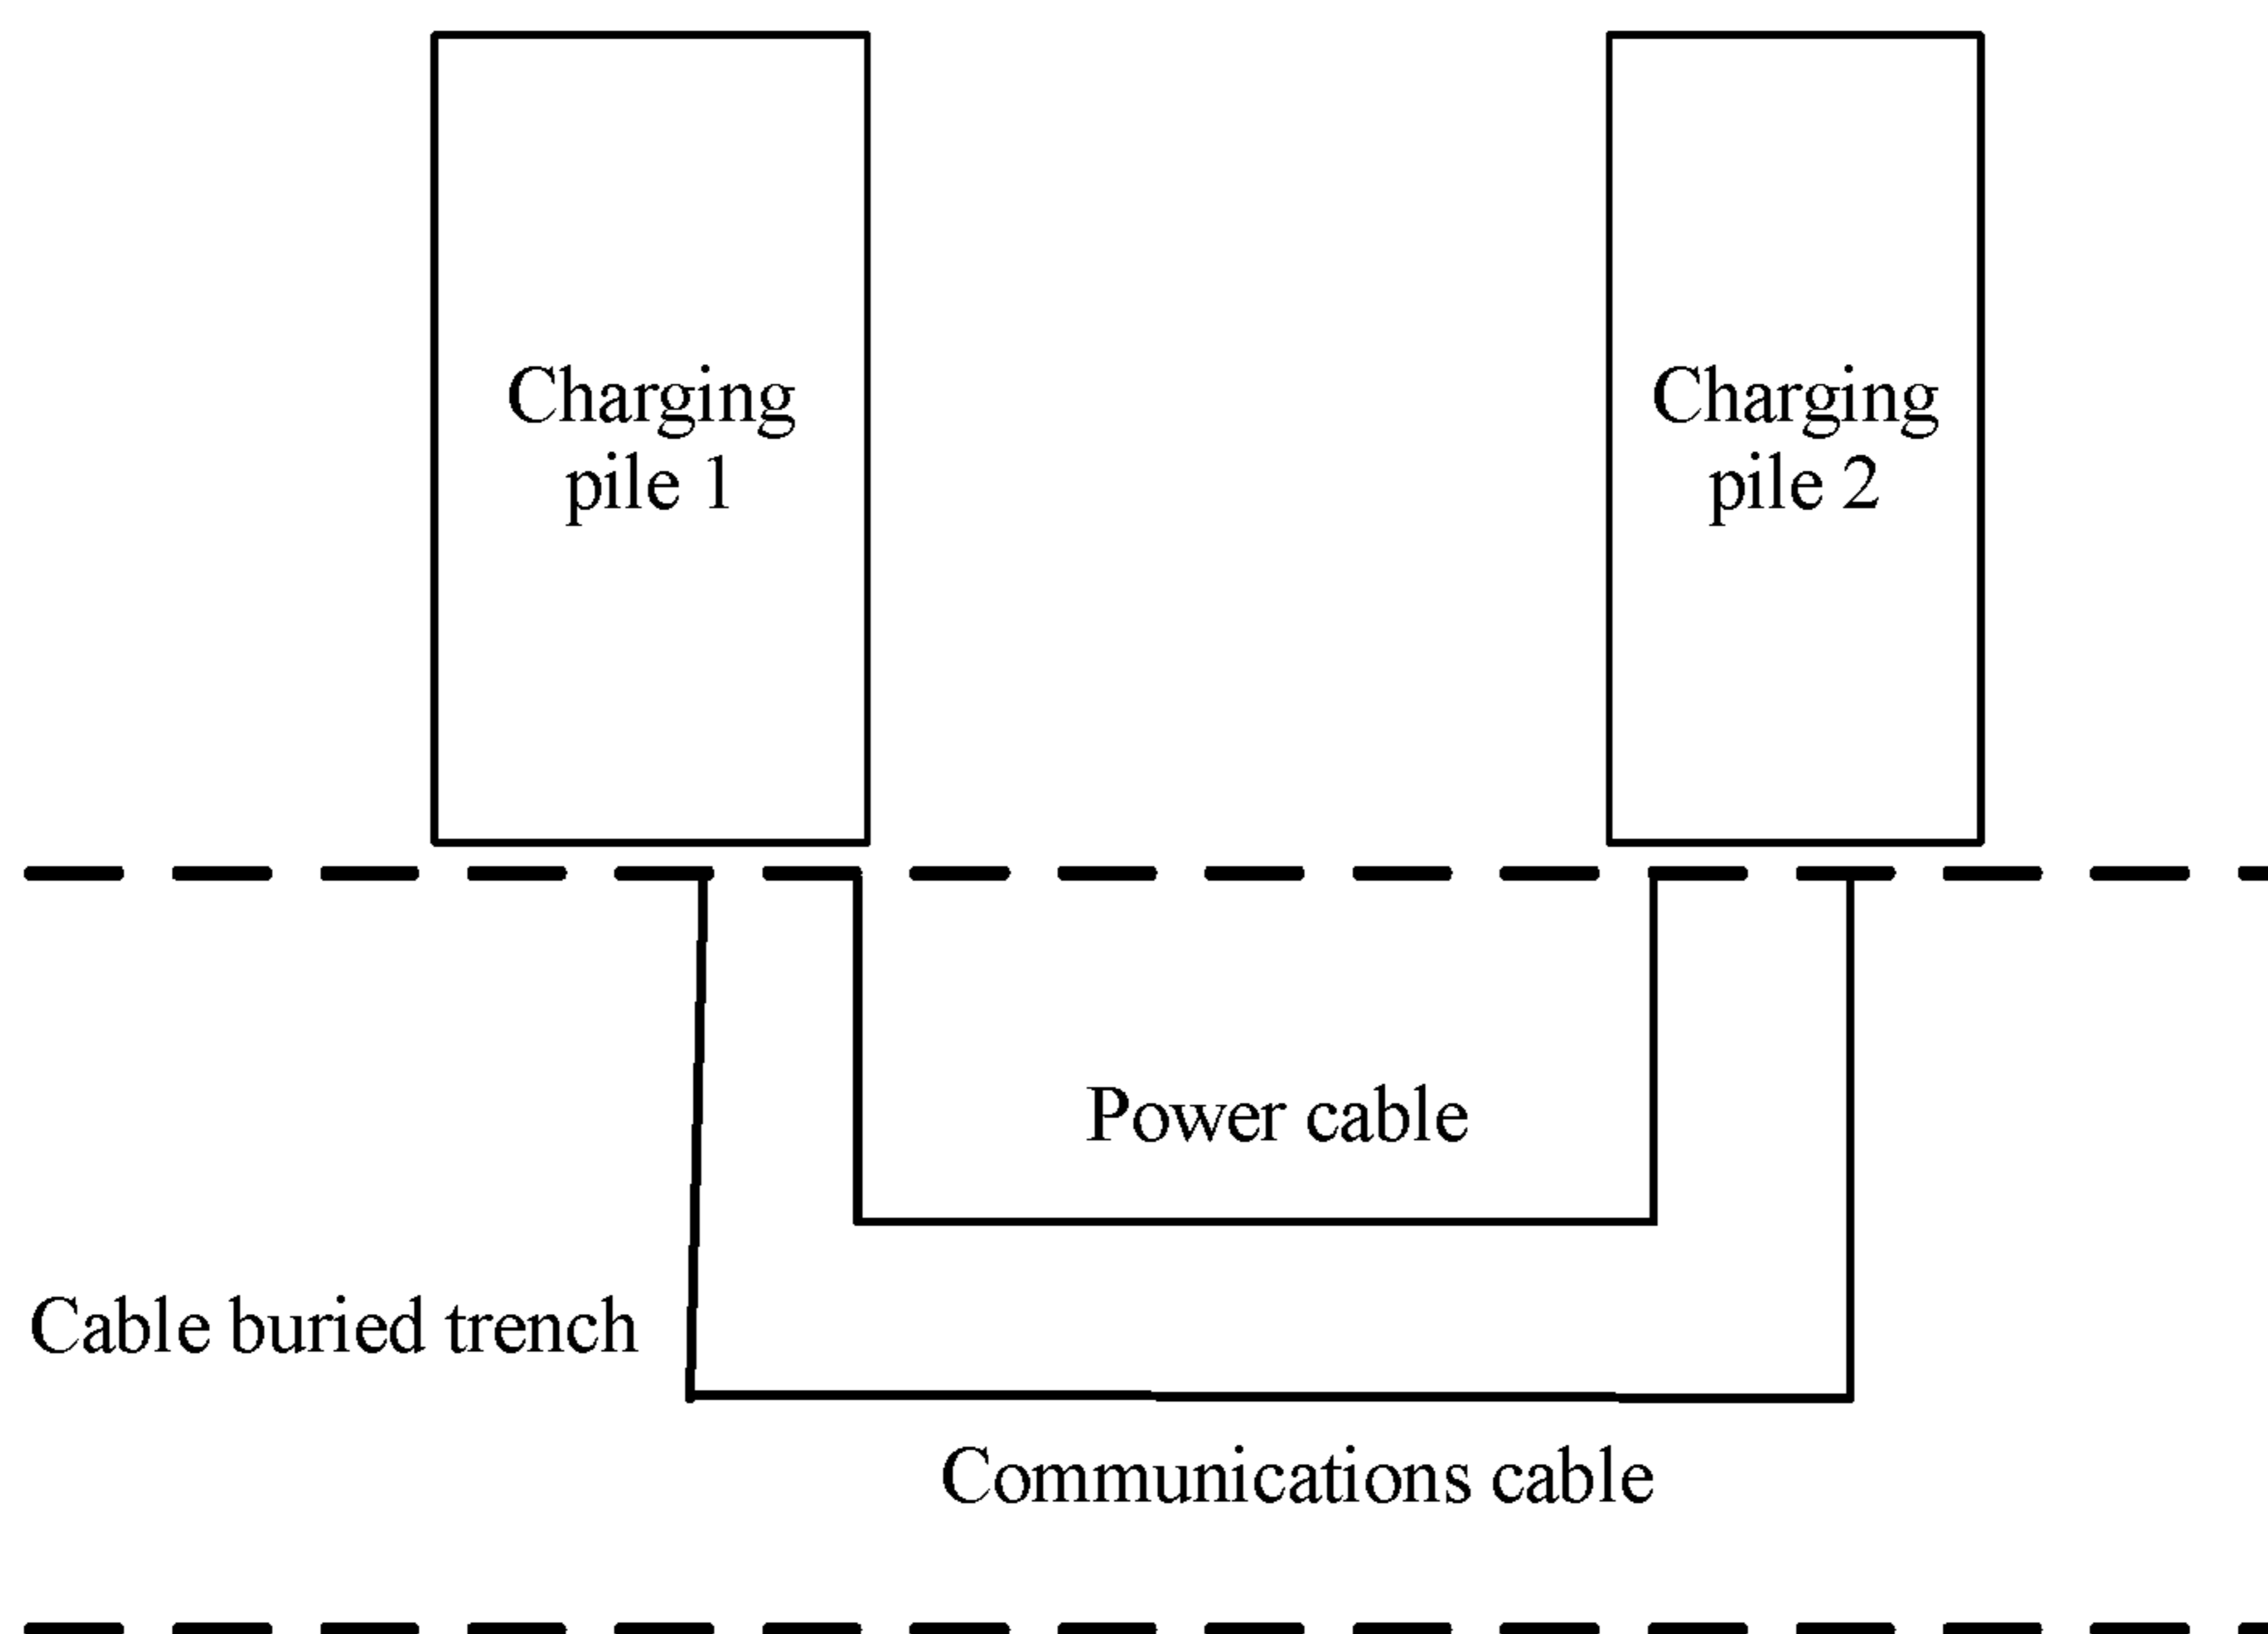 Charging
pile 1
Charging
pile 2
Power cable
Cable buried trench
Communications cable